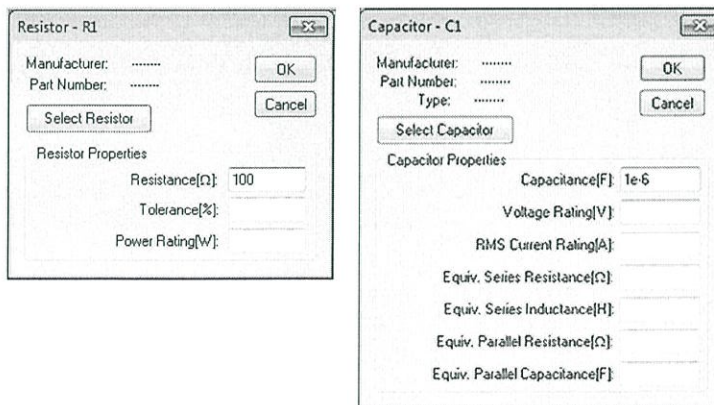 Resistor - R1
Manufacturer: ........
Part Number: ........
OK
Cancel
Select Resistor
Resistor Properties
Resistance[Ω]: 100
Tolerance[%]:
Power Rating[W]:
Capacitor - C1
Manufacturer: ........
Part Number: ........
Type: ........
OK
Cancel
Select Capacitor
Capacitor Properties
Capacitance[F]: 1e-6
Voltage Rating[V]:
RMS Current Rating[A]:
Equiv. Series Resistance[Ω]:
Equiv. Series Inductance[H]:
Equiv. Parallel Resistance[Ω]:
Equiv. Parallel Capacitance[F]: